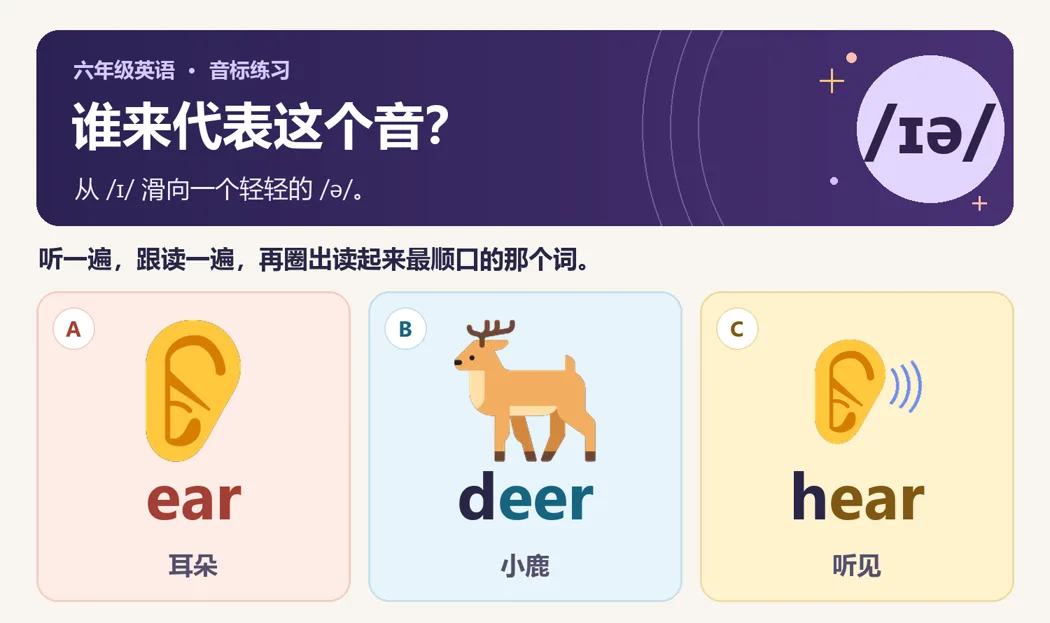 六年级英语 • 音标练习
谁来代表这个音？
从 /ɪ/ 滑向一个轻轻的 /ə/。
/ɪə/
听一遍，跟读一遍，再圈出读起来最顺口的那个词。
A
ear
耳朵
B
deer
小鹿
C
hear
听见